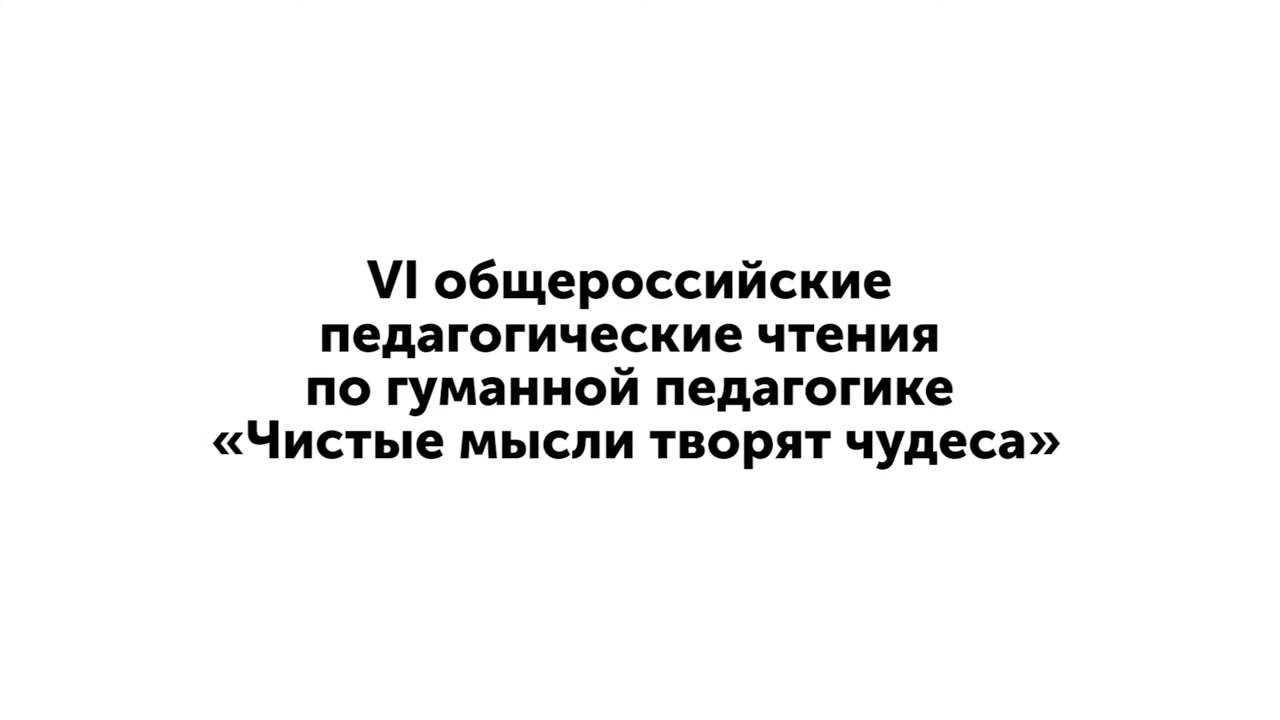 VI общероссийские
педагогические чтения
по гуманной педагогике
«Чистые мысли творят чудеса»